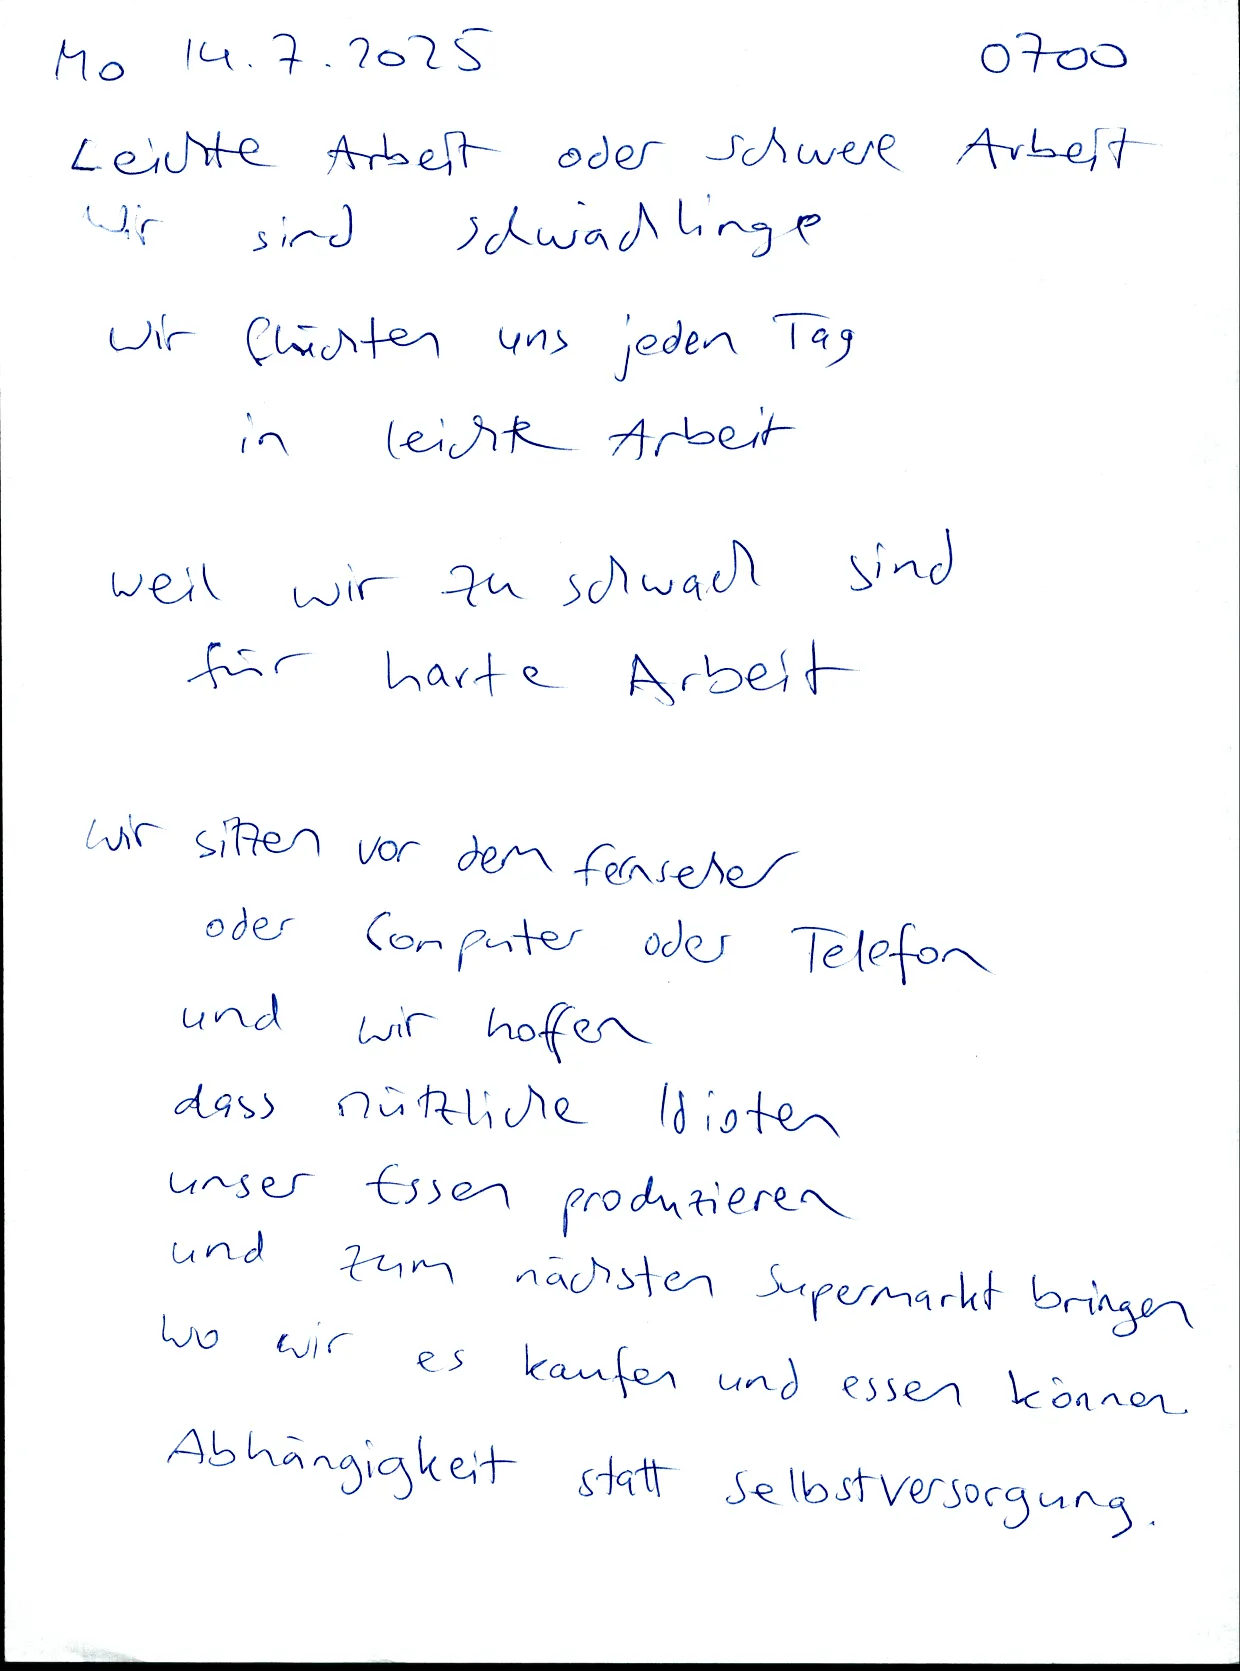 Mo 14.7.2025 0700
Leichte Arbeit oder schwere Arbeit
wir sind schwächlinge
wir flüchten uns jeden Tag
in leichte Arbeit
weil wir zu schwach sind
für harte Arbeit
wir sitzen vor dem fernseher
oder Computer oder Telefon
und wir hoffen
dass nützliche Idioten
unser Essen produzieren
und zum nächsten Supermarkt bringen
wo wir es kaufen und essen können.
Abhängigkeit statt selbstversorgung.